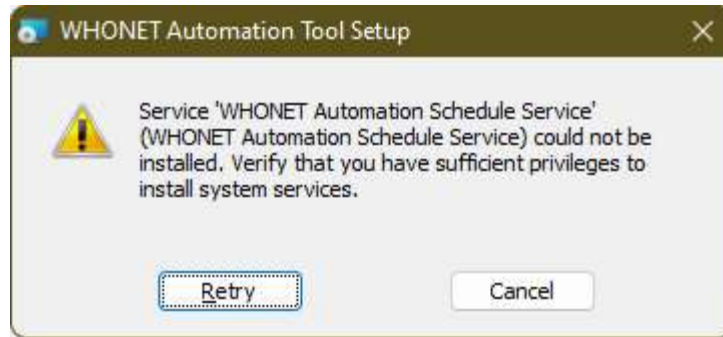 WHONET Automation Tool Setup
Service 'WHONET Automation Schedule Service'
(WHONET Automation Schedule Service) could not be
installed. Verify that you have sufficient privileges to
install system services.
Retry
Cancel